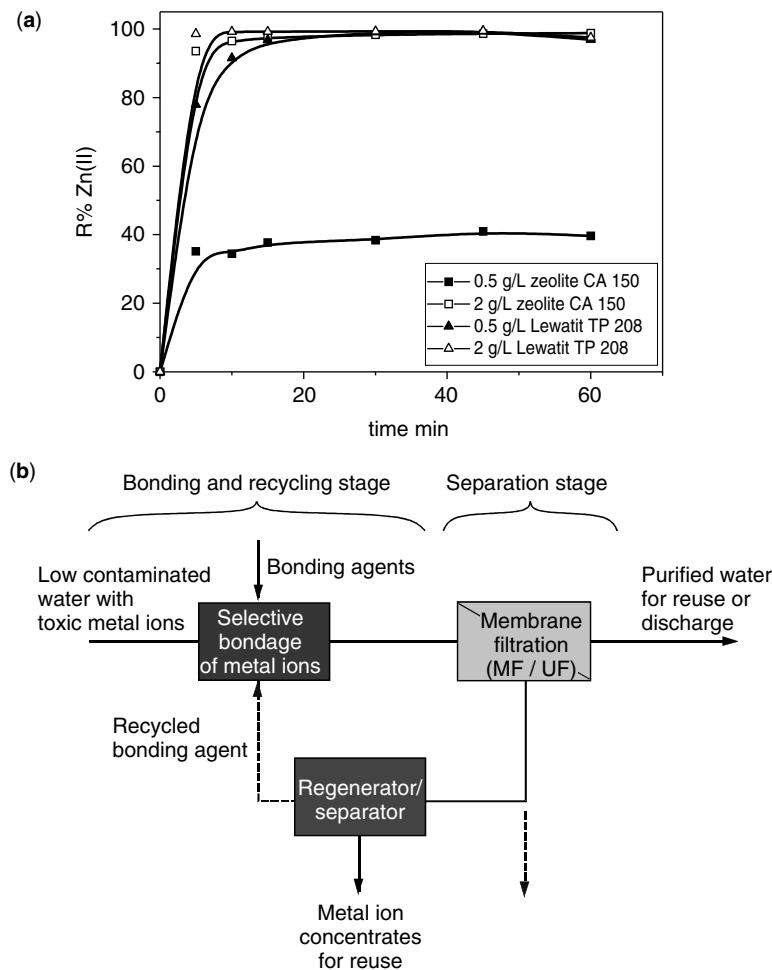 (a)
100
80
60
40
20
0
R% Zn(II)
0
20
40
60
time min
0.5 g/L zeolite CA 150
2 g/L zeolite CA 150
0.5 g/L Lewatit TP 208
2 g/L Lewatit TP 208
(b)
Bonding and recycling stage
Separation stage
Low contaminated
water with
toxic metal ions
Bonding agents
Purified water
for reuse or
discharge
Selective
bondage
of metal ions
Membrane
filtration
(MF / UF)
Recycled
bonding agent
Regenerator/
separator
Metal ion
concentrates
for reuse